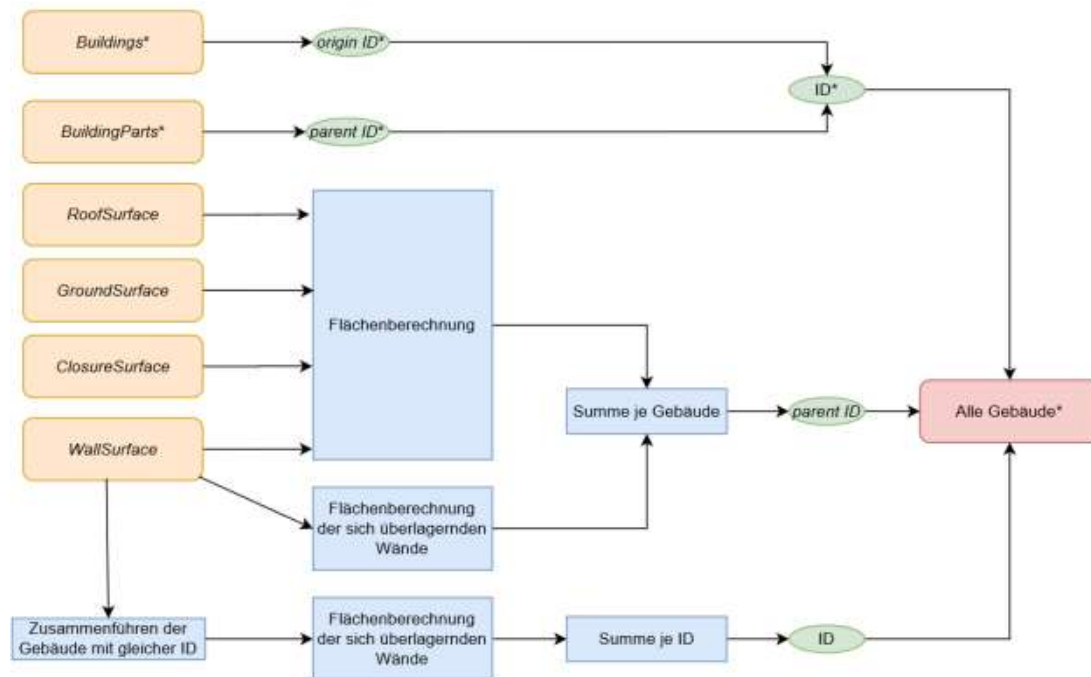 Buildings*
origin ID*
ID*
BuildingParts*
parent ID*
RoofSurface
GroundSurface
Flächenberechnung
ClosureSurface
Summe je Gebäude
parent ID
Alle Gebäude*
WallSurface
Flächenberechnung
der sich überlagernden
Wände
Zusammenführen der
Gebäude mit gleicher ID
Flächenberechnung
der sich überlagernden
Wände
Summe je ID
ID